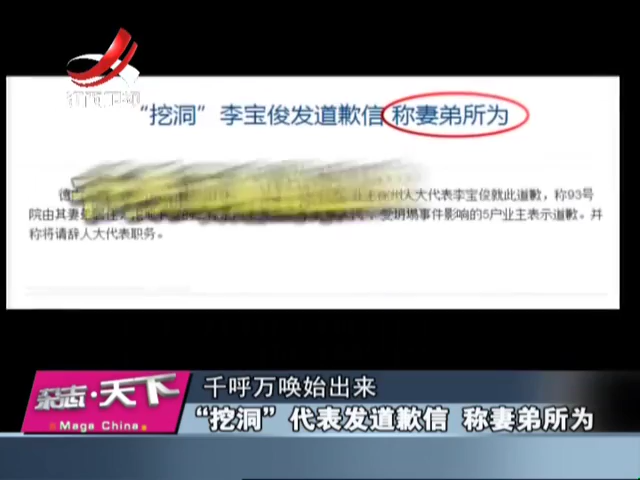 “挖洞”李宝俊发道歉信 称妻弟所为
人大代表李宝俊就此道歉，称93号
院由其妻 坍塌事件影响的5户业主表示道歉。并
称将请辞人大代表职务。
杂志·天下
Maga China
千呼万唤始出来
“挖洞”代表发道歉信 称妻弟所为